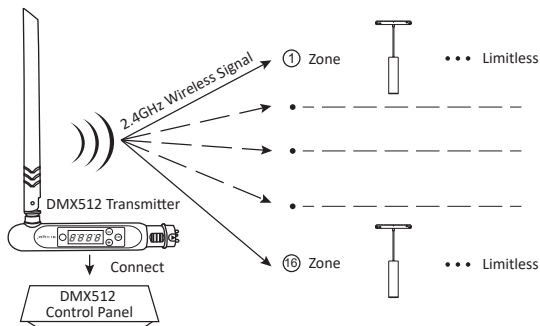 2.4GHz Wireless Signal
① Zone ••• Limitless
DMX512 Transmitter
8888
Connect
DMX512
Control Panel
⑯ Zone ••• Limitless